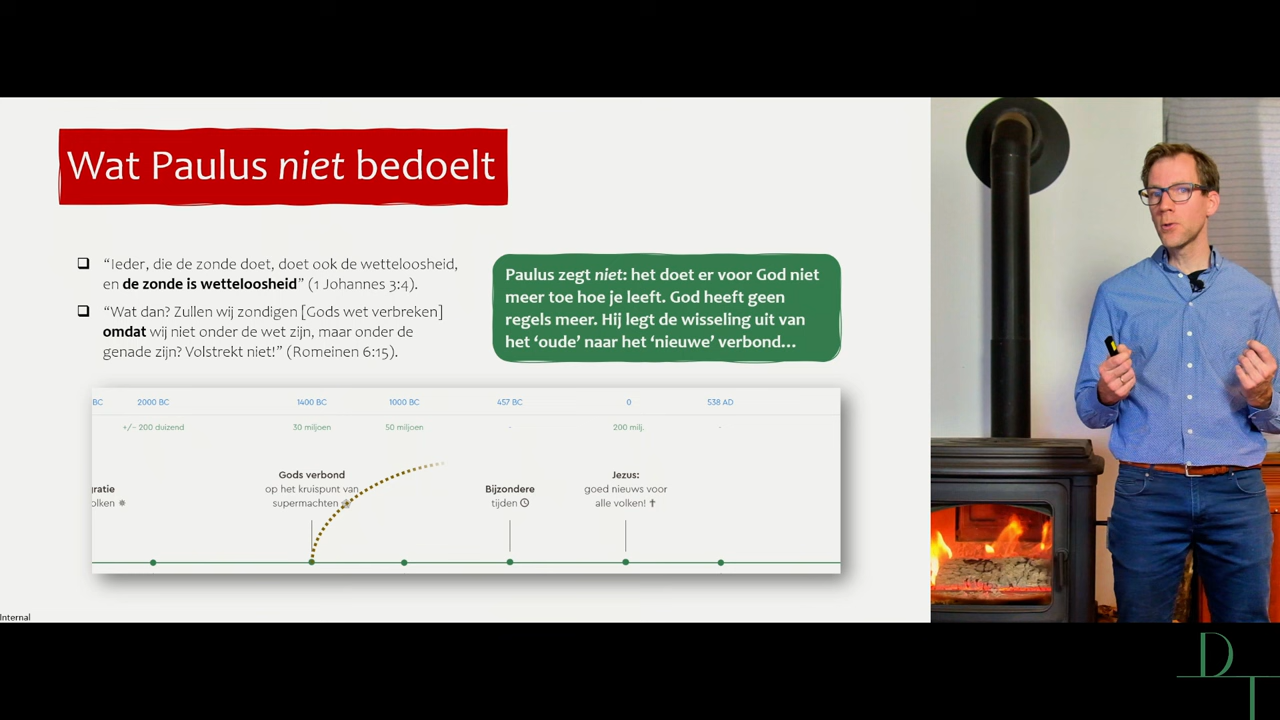 Wat Paulus niet bedoelt
“Ieder, die de zonde doet, doet ook de wetteloosheid,
en de zonde is wetteloosheid” (1 Johannes 3:4).
“Wat dan? Zullen wij zondigen [Gods wet verbreken]
omdat wij niet onder de wet zijn, maar onder de
genade zijn? Volstrekt niet!” (Romeinen 6:15).
Paulus zegt niet: het doet er voor God niet
meer toe hoe je leeft. God heeft geen
regels meer. Hij legt de wisseling uit van
het ‘oude’ naar het ‘nieuwe’ verbond...
BC 2000 BC 1400 BC 1000 BC 457 BC 0 538 AD
+/- 200 duizend 30 miljoen 50 miljoen - 200 milj. -
gratie
olken
Gods verbond
op het kruispunt van
supermachten
Bijzondere
tijden
Jezus:
goed nieuws voor
alle volken!
Internal
DT